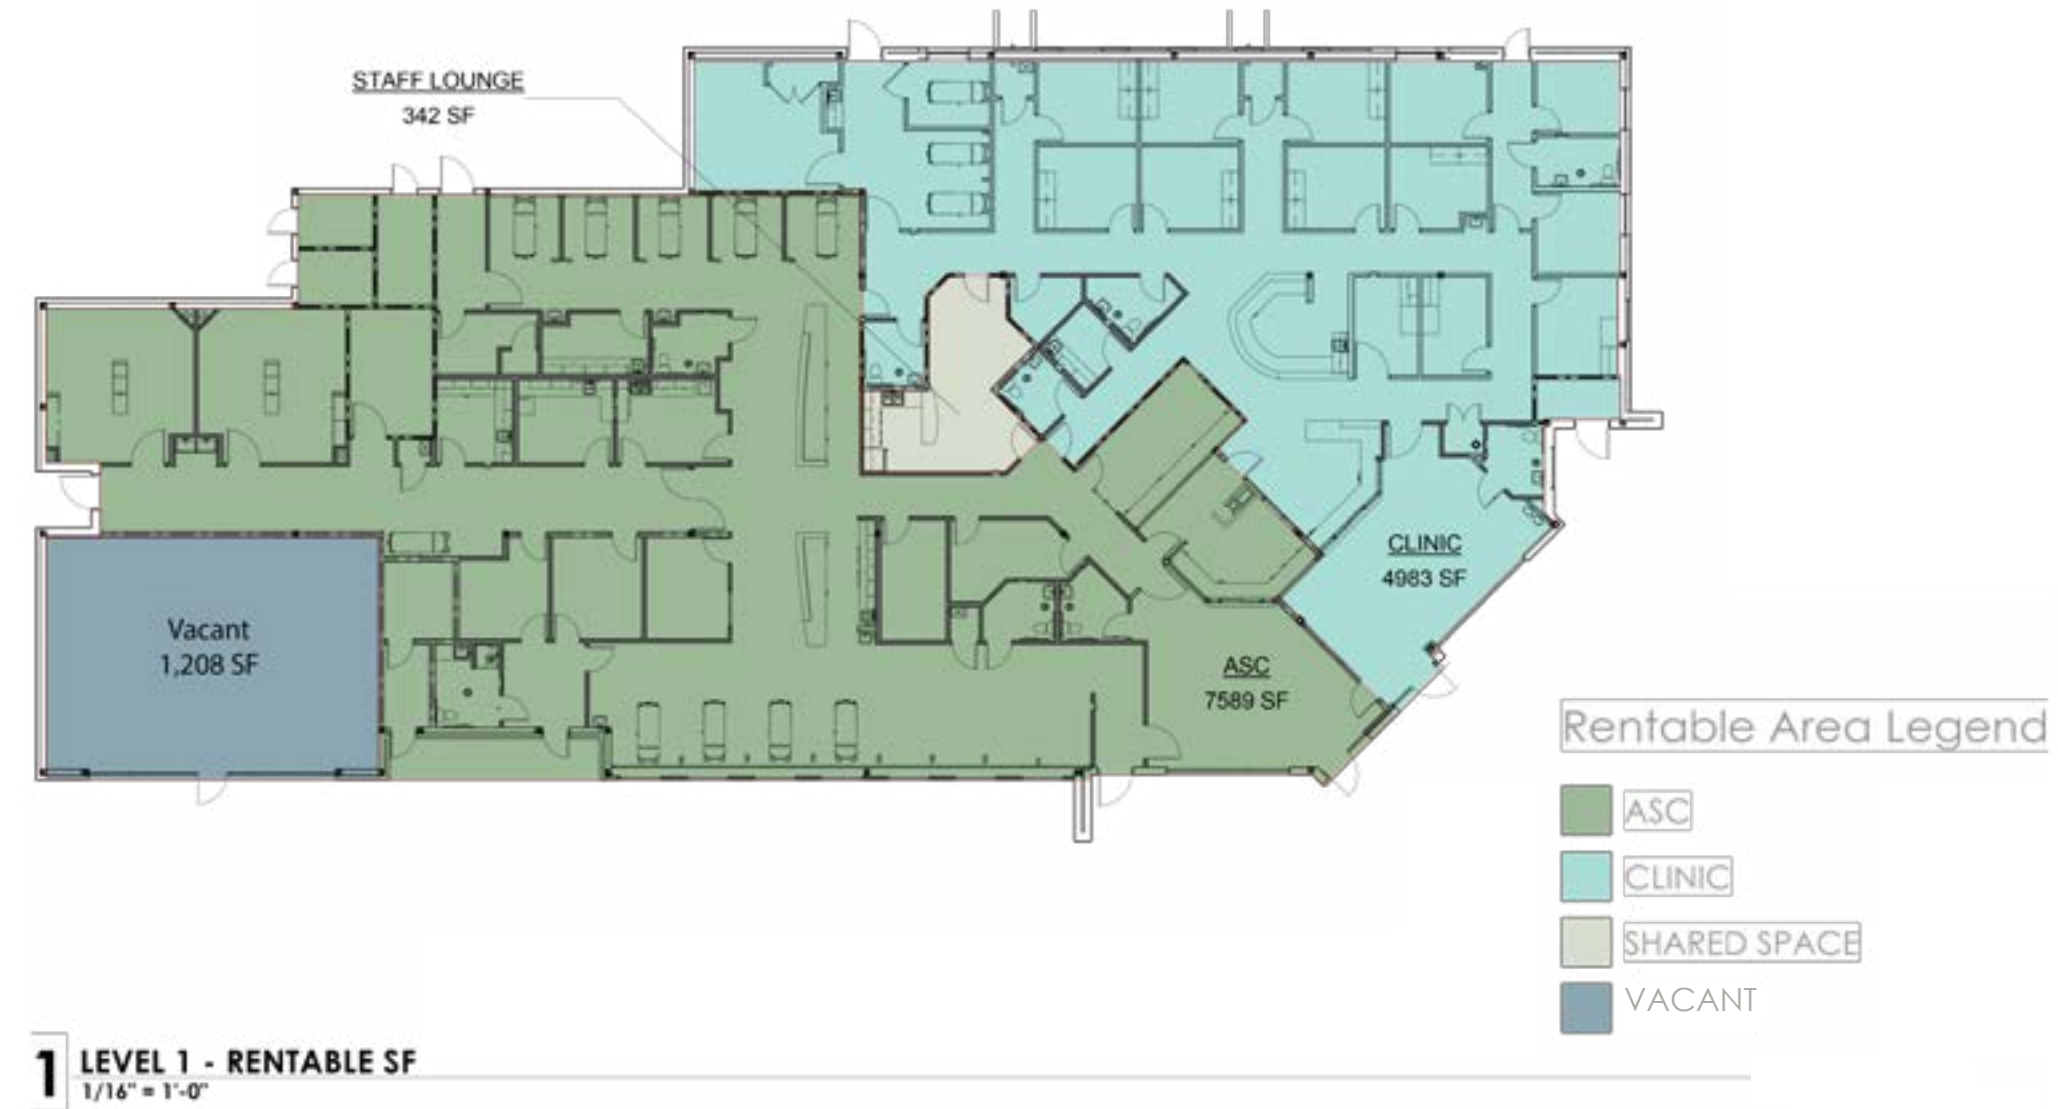 STAFF LOUNGE
342 SF
Vacant
1,208 SF
CLINIC
4983 SF
ASC
7589 SF
Rentable Area Legend
ASC
CLINIC
SHARED SPACE
VACANT
1 LEVEL 1 - RENTABLE SF
1/16" = 1'-0"